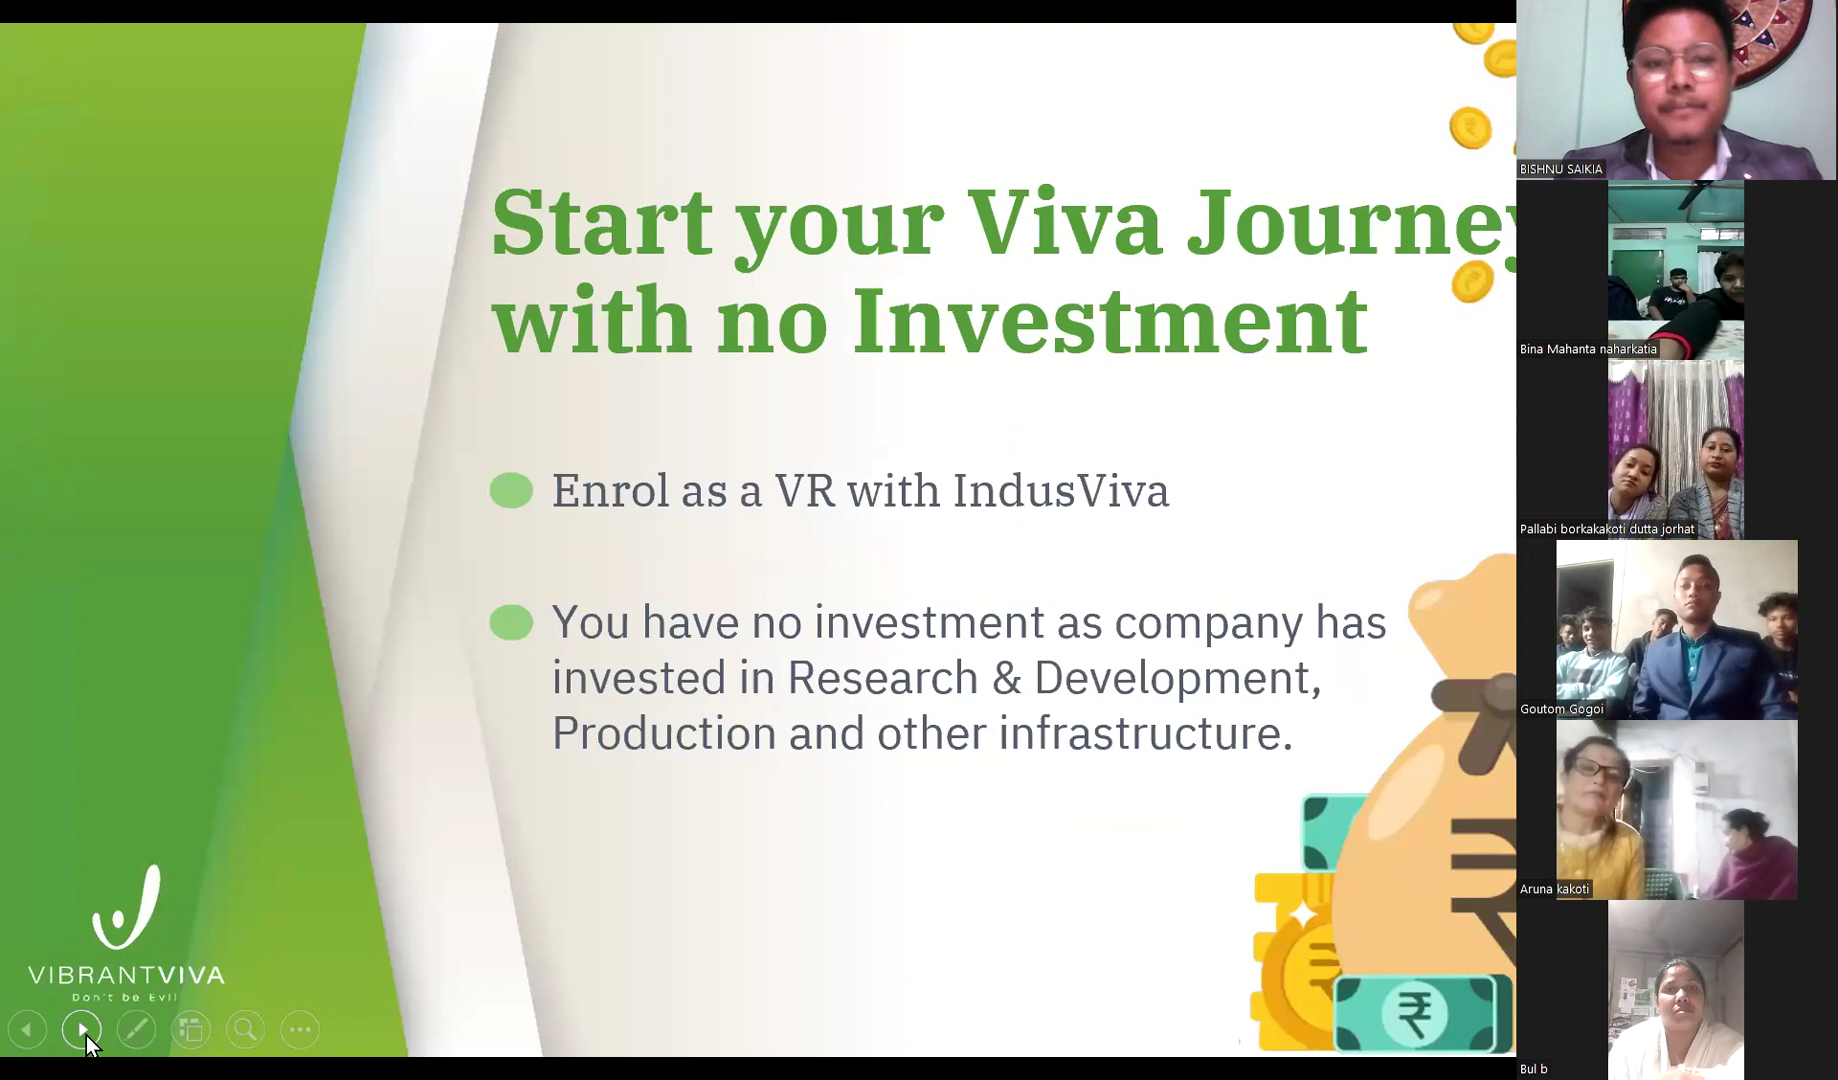 Start your Viva Journey
with no Investment
Enrol as a VR with IndusViva
You have no investment as company has
invested in Research & Development,
Production and other infrastructure.
VIBRANTVIVA
Don't be Evil
BISHNU SAIKIA
Bina Mahanta naharkatia
Pallabi borkakakoti dutta jorhat
Goutom Gogoi
Aruna kakoti
Bul b